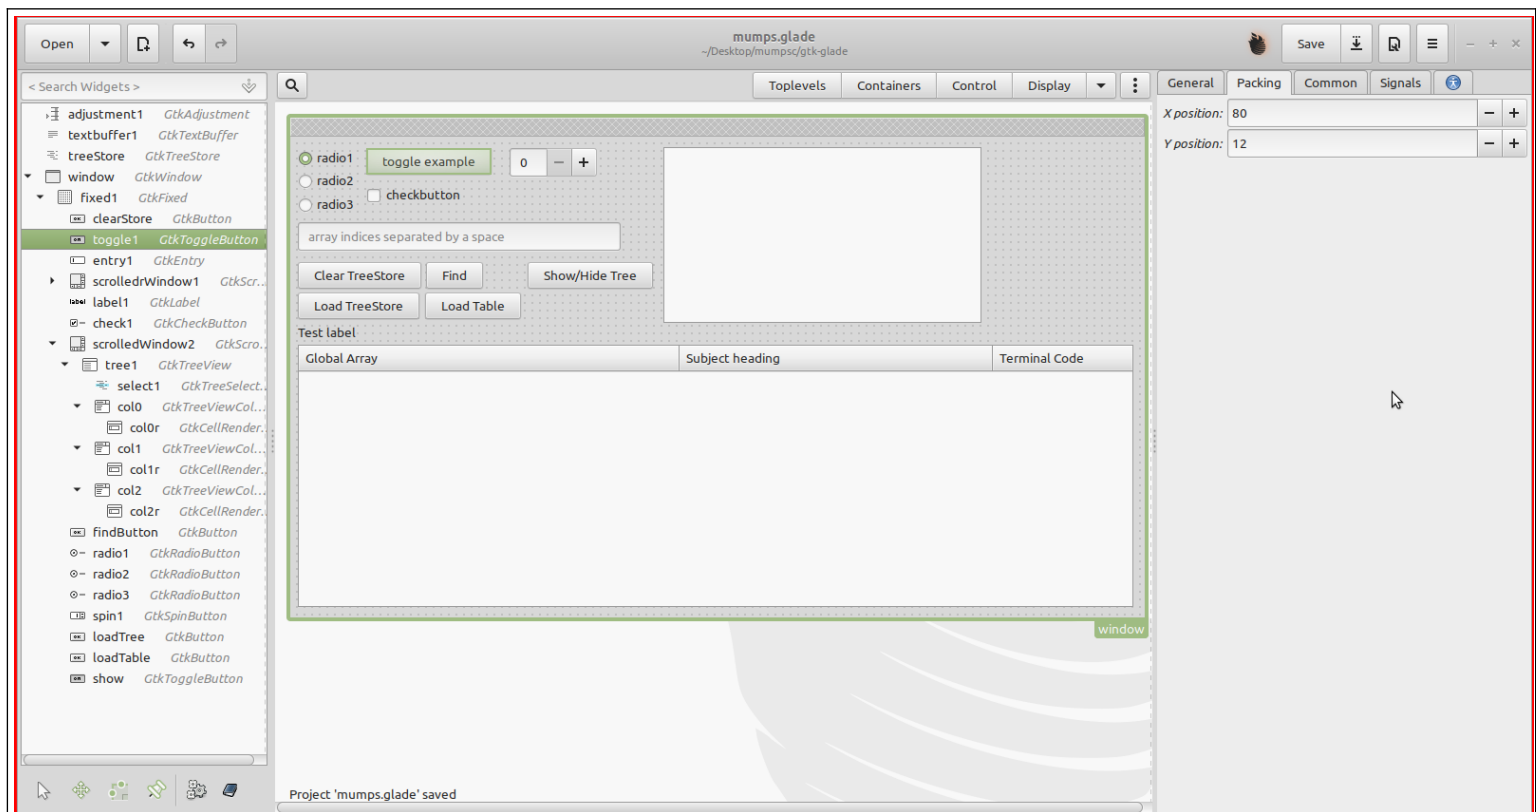 mumps.glade
Open
~/Desktop/mumpsc/gtk-glade
Save
< Search Widgets >
Toplevels Containers Control Display
General Packing Common Signals
adjustment1 GtkAdjustment
textbuffer1 GtkTextBuffer
treeStore GtkTreeStore
window GtkWindow
fixed1 GtkFixed
clearStore GtkButton
toggle1 GtkToggleButton
entry1 GtkEntry
scrolledrWindow1 GtkScr...
label1 GtkLabel
check1 GtkCheckButton
scrolledWindow2 GtkScro...
tree1 GtkTreeView
select1 GtkTreeSelect...
col0 GtkTreeViewCol...
col0r GtkCellRender...
col1 GtkTreeViewCol...
col1r GtkCellRender...
col2 GtkTreeViewCol...
col2r GtkCellRender...
findButton GtkButton
radio1 GtkRadioButton
radio2 GtkRadioButton
radio3 GtkRadioButton
spin1 GtkSpinButton
loadTree GtkButton
loadTable GtkButton
show GtkToggleButton
radio1 toggle example 0 − +
radio2
checkbutton
radio3
array indices separated by a space
Clear TreeStore Find Show/Hide Tree
Load TreeStore Load Table
Test label
Global Array Subject heading Terminal Code
window
Project 'mumps.glade' saved
X position: 80 − +
Y position: 12 − +